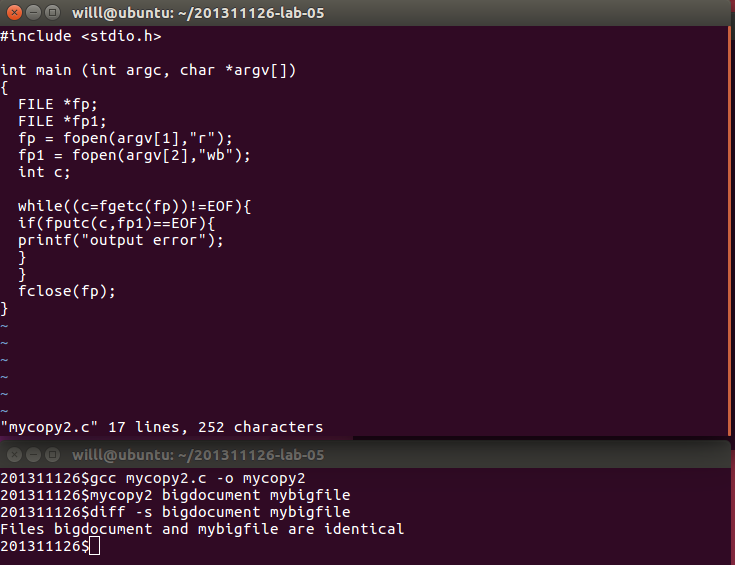 willl@ubuntu: ~/201311126-lab-05
#include <stdio.h>
int main (int argc, char *argv[])
{
FILE *fp;
FILE *fp1;
fp = fopen(argv[1],"r");
fp1 = fopen(argv[2],"wb");
int c;
while((c=fgetc(fp))!=EOF){
if(fputc(c,fp1)==EOF){
printf("output error");
}
}
fclose(fp);
}
~
~
~
~
~
~
"mycopy2.c" 17 lines, 252 characters
willl@ubuntu: ~/201311126-lab-05
201311126$gcc mycopy2.c -o mycopy2
201311126$mycopy2 bigdocument mybigfile
201311126$diff -s bigdocument mybigfile
Files bigdocument and mybigfile are identical
201311126$